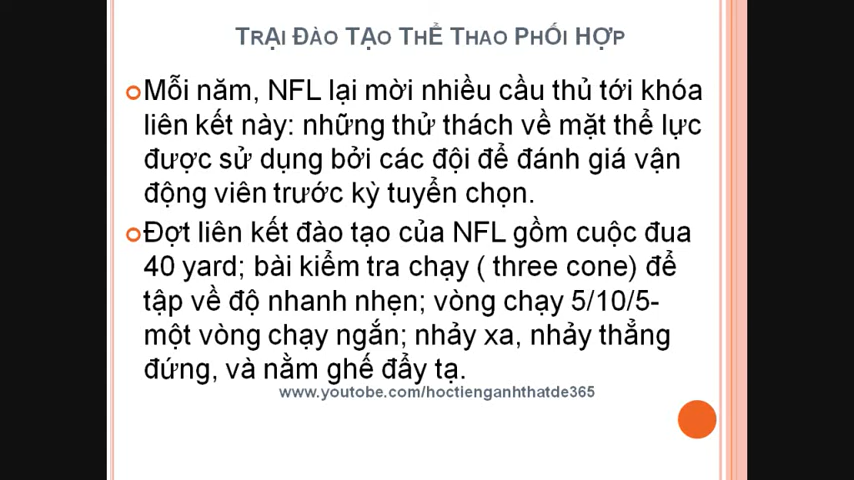 TRẠI ĐÀO TẠO THỂ THAO PHỐI HỢP
Mỗi năm, NFL lại mời nhiều cầu thủ tới khóa
liên kết này: những thử thách về mặt thể lực
được sử dụng bởi các đội để đánh giá vận
động viên trước kỳ tuyển chọn.
Đợt liên kết đào tạo của NFL gồm cuộc đua
40 yard; bài kiểm tra chạy ( three cone) để
tập về độ nhanh nhẹn; vòng chạy 5/10/5-
một vòng chạy ngắn; nhảy xa, nhảy thẳng
đứng, và nằm ghế đẩy tạ.
www.youtobe.com/hoctienganhthatde365